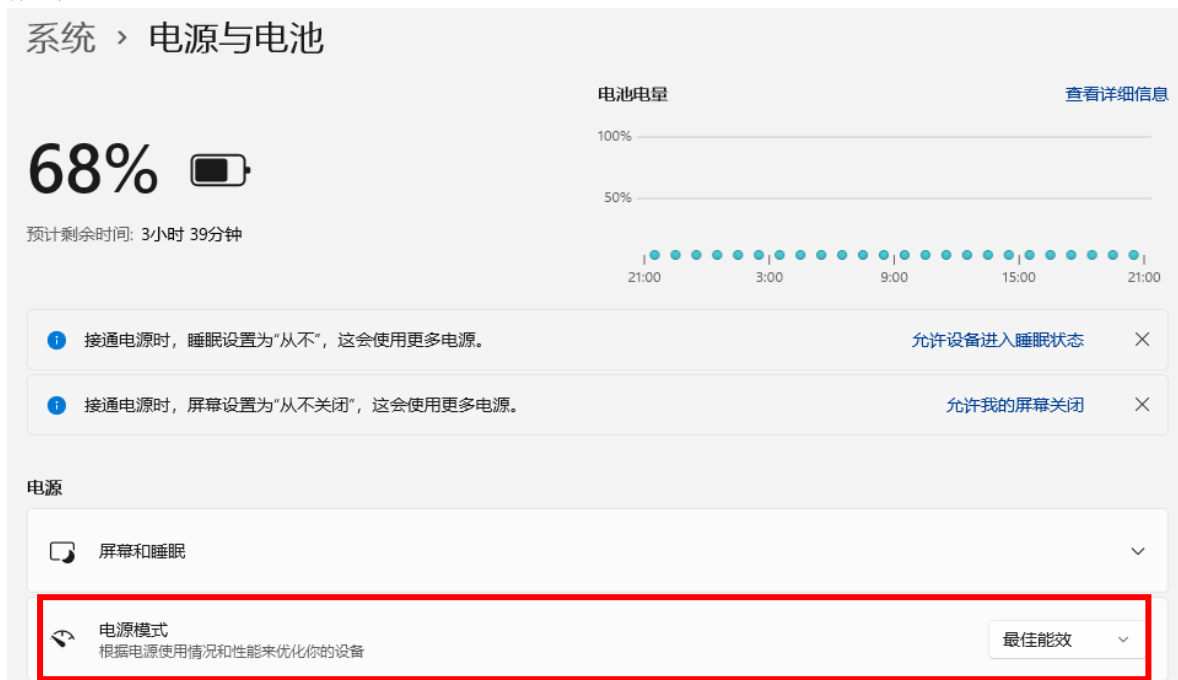 系统 › 电源与电池
电池电量
查看详细信息
100%
68%
50%
预计剩余时间: 3小时 39分钟
21:00 3:00 9:00 15:00 21:00
接通电源时，睡眠设置为“从不”，这会使用更多电源。 允许设备进入睡眠状态
接通电源时，屏幕设置为“从不关闭”，这会使用更多电源。 允许我的屏幕关闭
电源
屏幕和睡眠
电源模式
根据电源使用情况和性能来优化你的设备
最佳能效